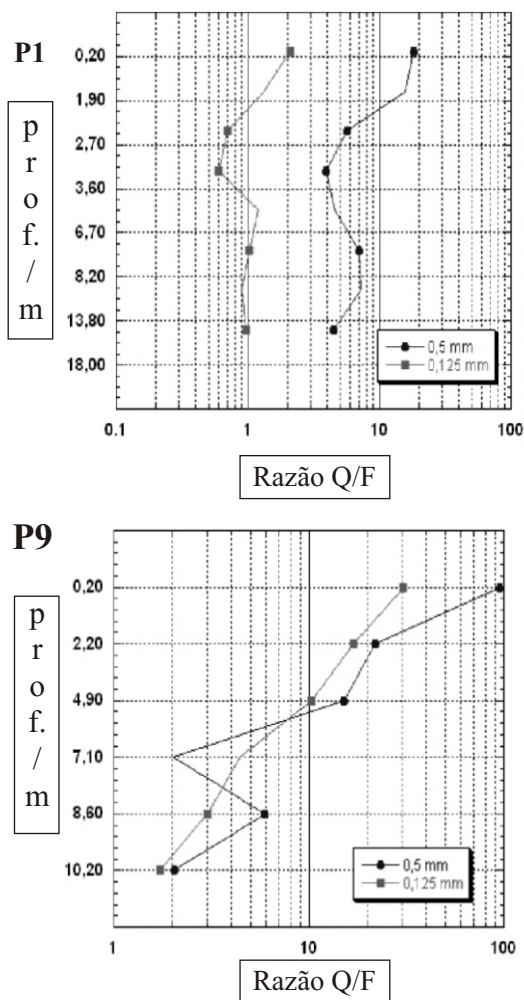 P1
prof./m
0,20
1,90
2,70
3,60
6,70
8,20
13,80
18,00
0,5 mm
0,125 mm
0.1 1 10 100
Razão Q/F
P9
prof./m
0,20
2,20
4,90
7,10
8,60
10,20
0,5 mm
0,125 mm
1 10 100
Razão Q/F